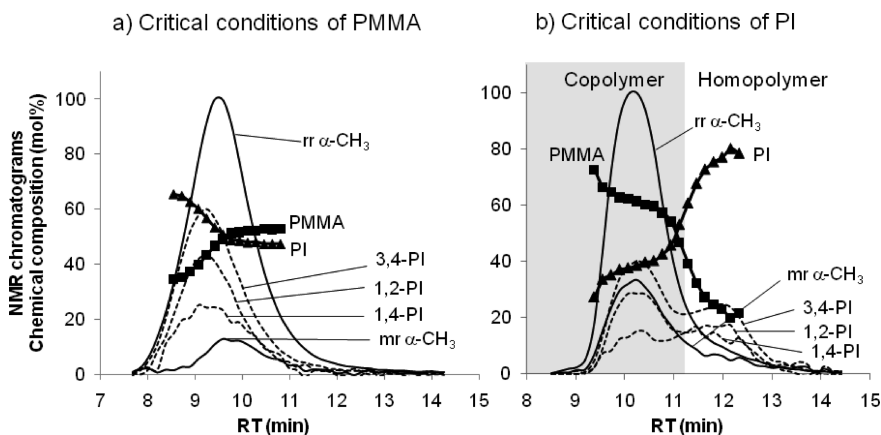 a) Critical conditions of PMMA
NMR chromatograms
Chemical composition (mol%)
100
80
60
40
20
0
rr α-CH₃
PMMA
PI
3,4-PI
1,2-PI
1,4-PI
mr α-CH₃
7 8 9 10 11 12 13 14 15
RT (min)
b) Critical conditions of PI
Copolymer Homopolymer
100
80
60
40
20
0
rr α-CH₃
PMMA
PI
mr α-CH₃
3,4-PI
1,2-PI
1,4-PI
8 9 10 11 12 13 14 15
RT (min)